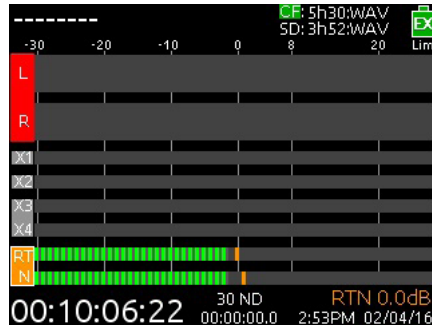 --------
CF: 5h30:WAV
SD: 3h52:WAV
EX
-30 -20 -10 0 8 20 Lim
L
R
X1
X2
X3
X4
RT
N
00:10:06:22
30 ND
00:00:00.0
RTN 0.0dB
2:53PM 02/04/16